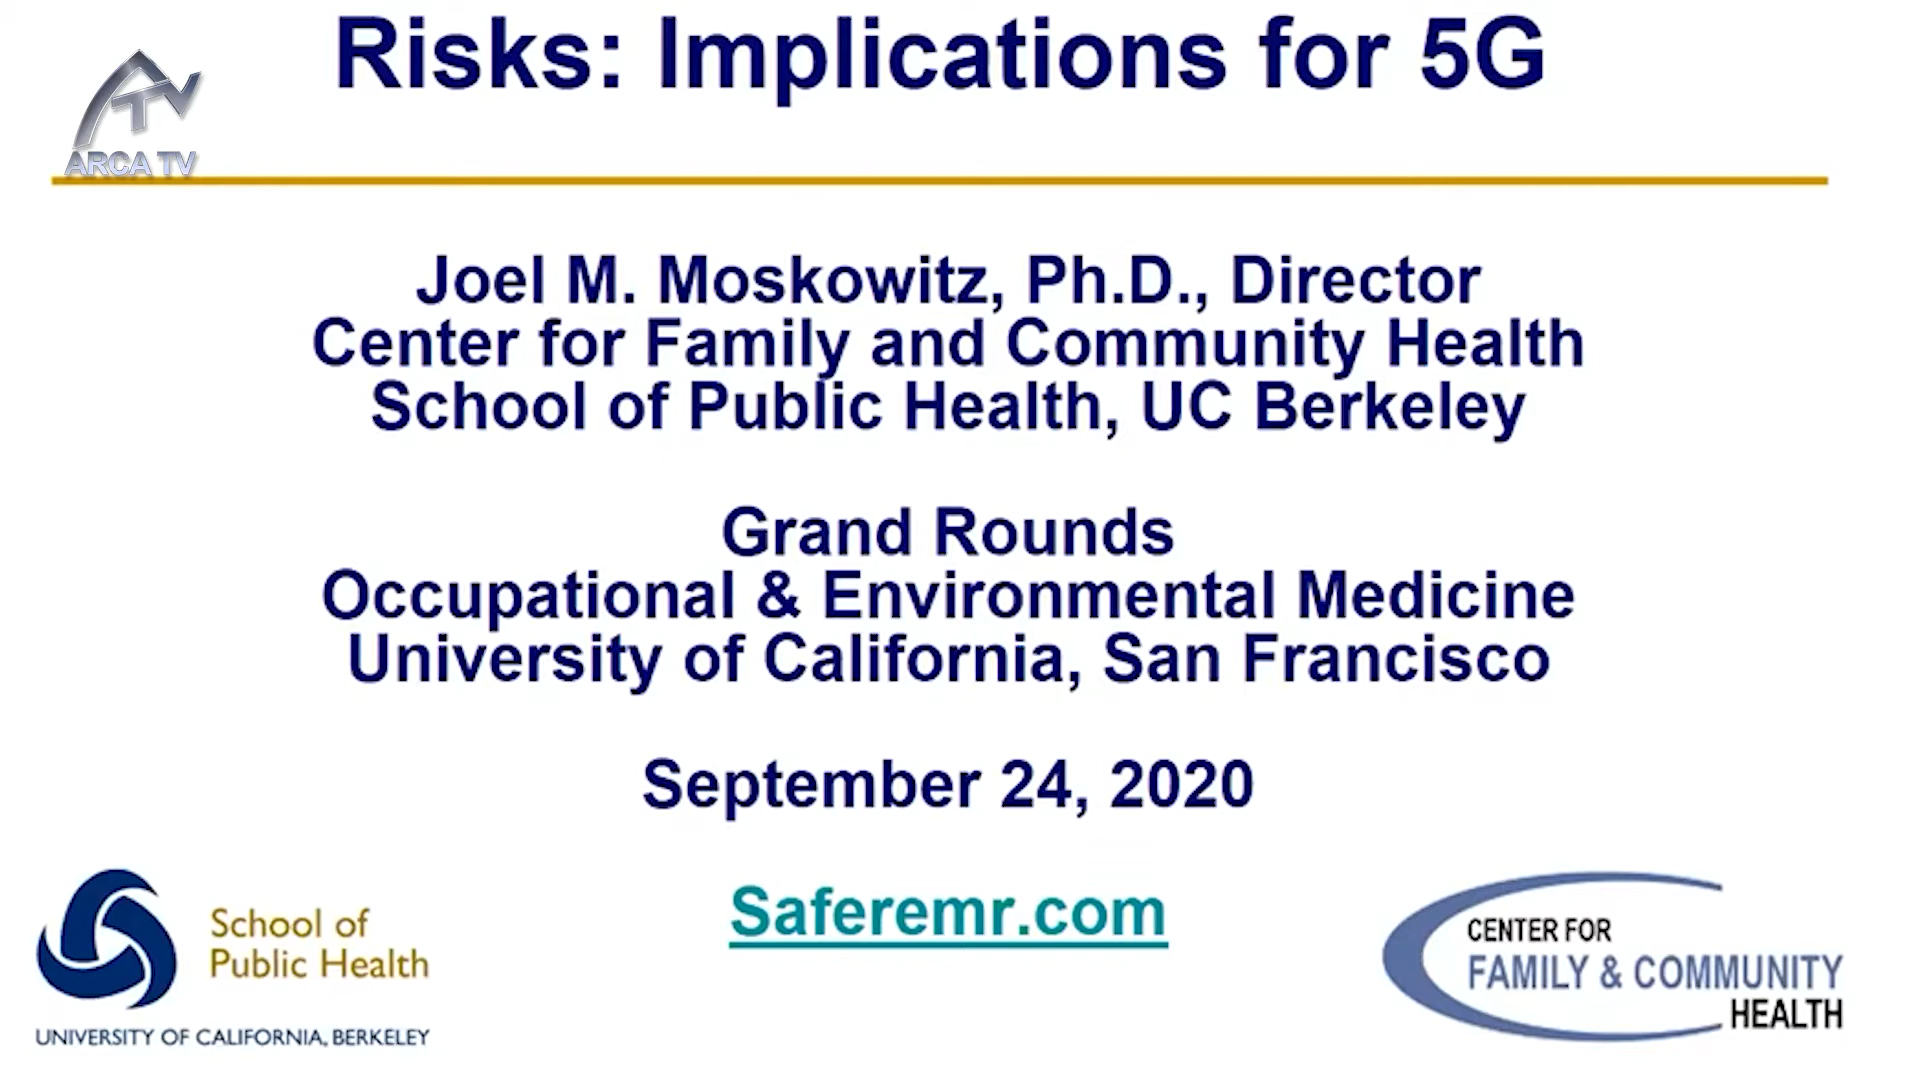 Risks: Implications for 5G
ARCA TV
Joel M. Moskowitz, Ph.D., Director
Center for Family and Community Health
School of Public Health, UC Berkeley
Grand Rounds
Occupational & Environmental Medicine
University of California, San Francisco
September 24, 2020
Saferemr.com
School of
Public Health
UNIVERSITY OF CALIFORNIA, BERKELEY
CENTER FOR
FAMILY & COMMUNITY
HEALTH